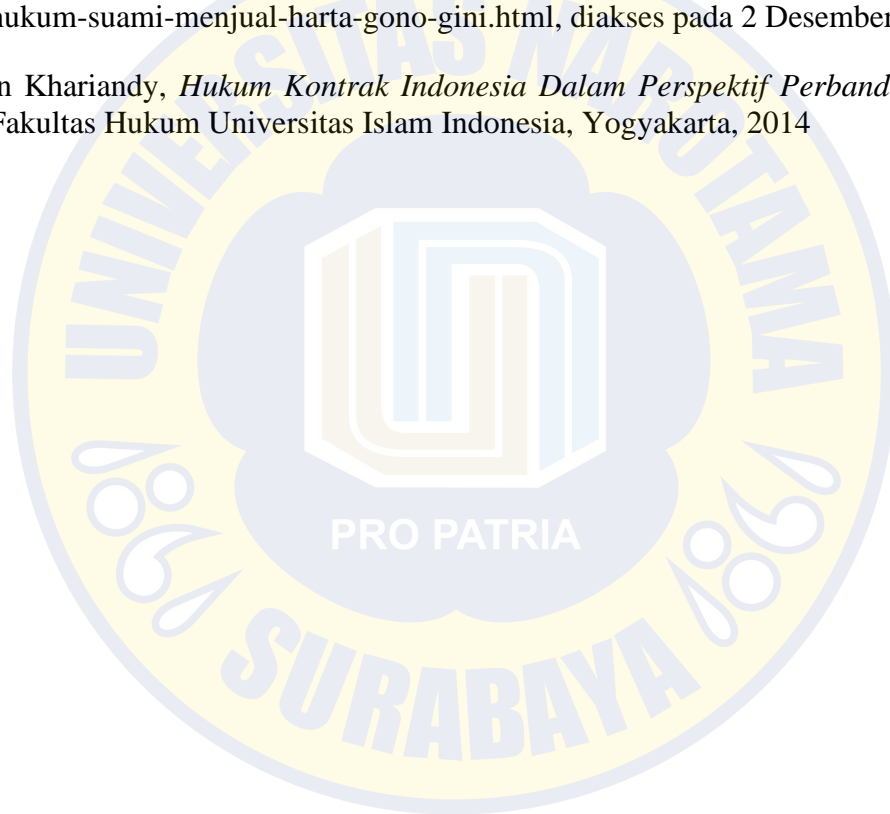 hukum-suami-menjual-harta-gono-gini.html, diakses pada 2 Desember
n Khariandy, Hukum Kontrak Indonesia Dalam Perspektif Perband
Fakultas Hukum Universitas Islam Indonesia, Yogyakarta, 2014
UNIVERSITAS NAROTAMA
PRO PATRIA
SURABAYA